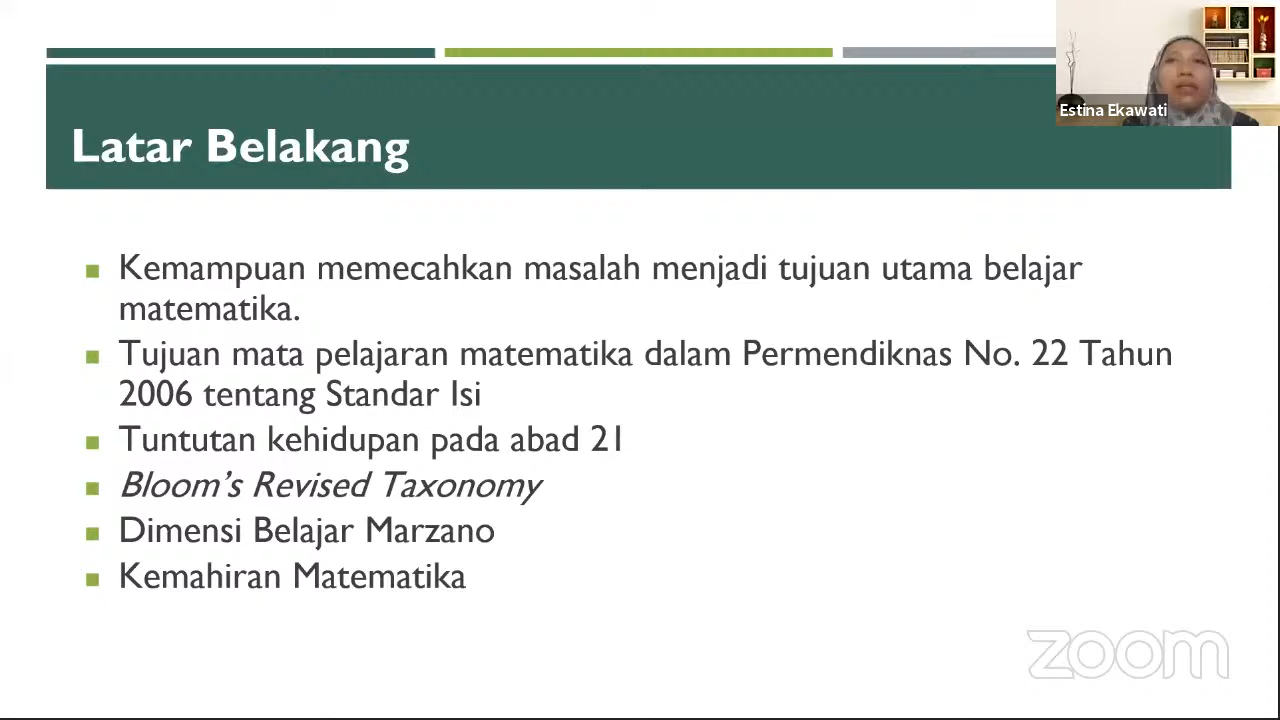 Estina Ekawati
Latar Belakang
Kemampuan memecahkan masalah menjadi tujuan utama belajar
matematika.
Tujuan mata pelajaran matematika dalam Permendiknas No. 22 Tahun
2006 tentang Standar Isi
Tuntutan kehidupan pada abad 21
Bloom's Revised Taxonomy
Dimensi Belajar Marzano
Kemahiran Matematika
zoom